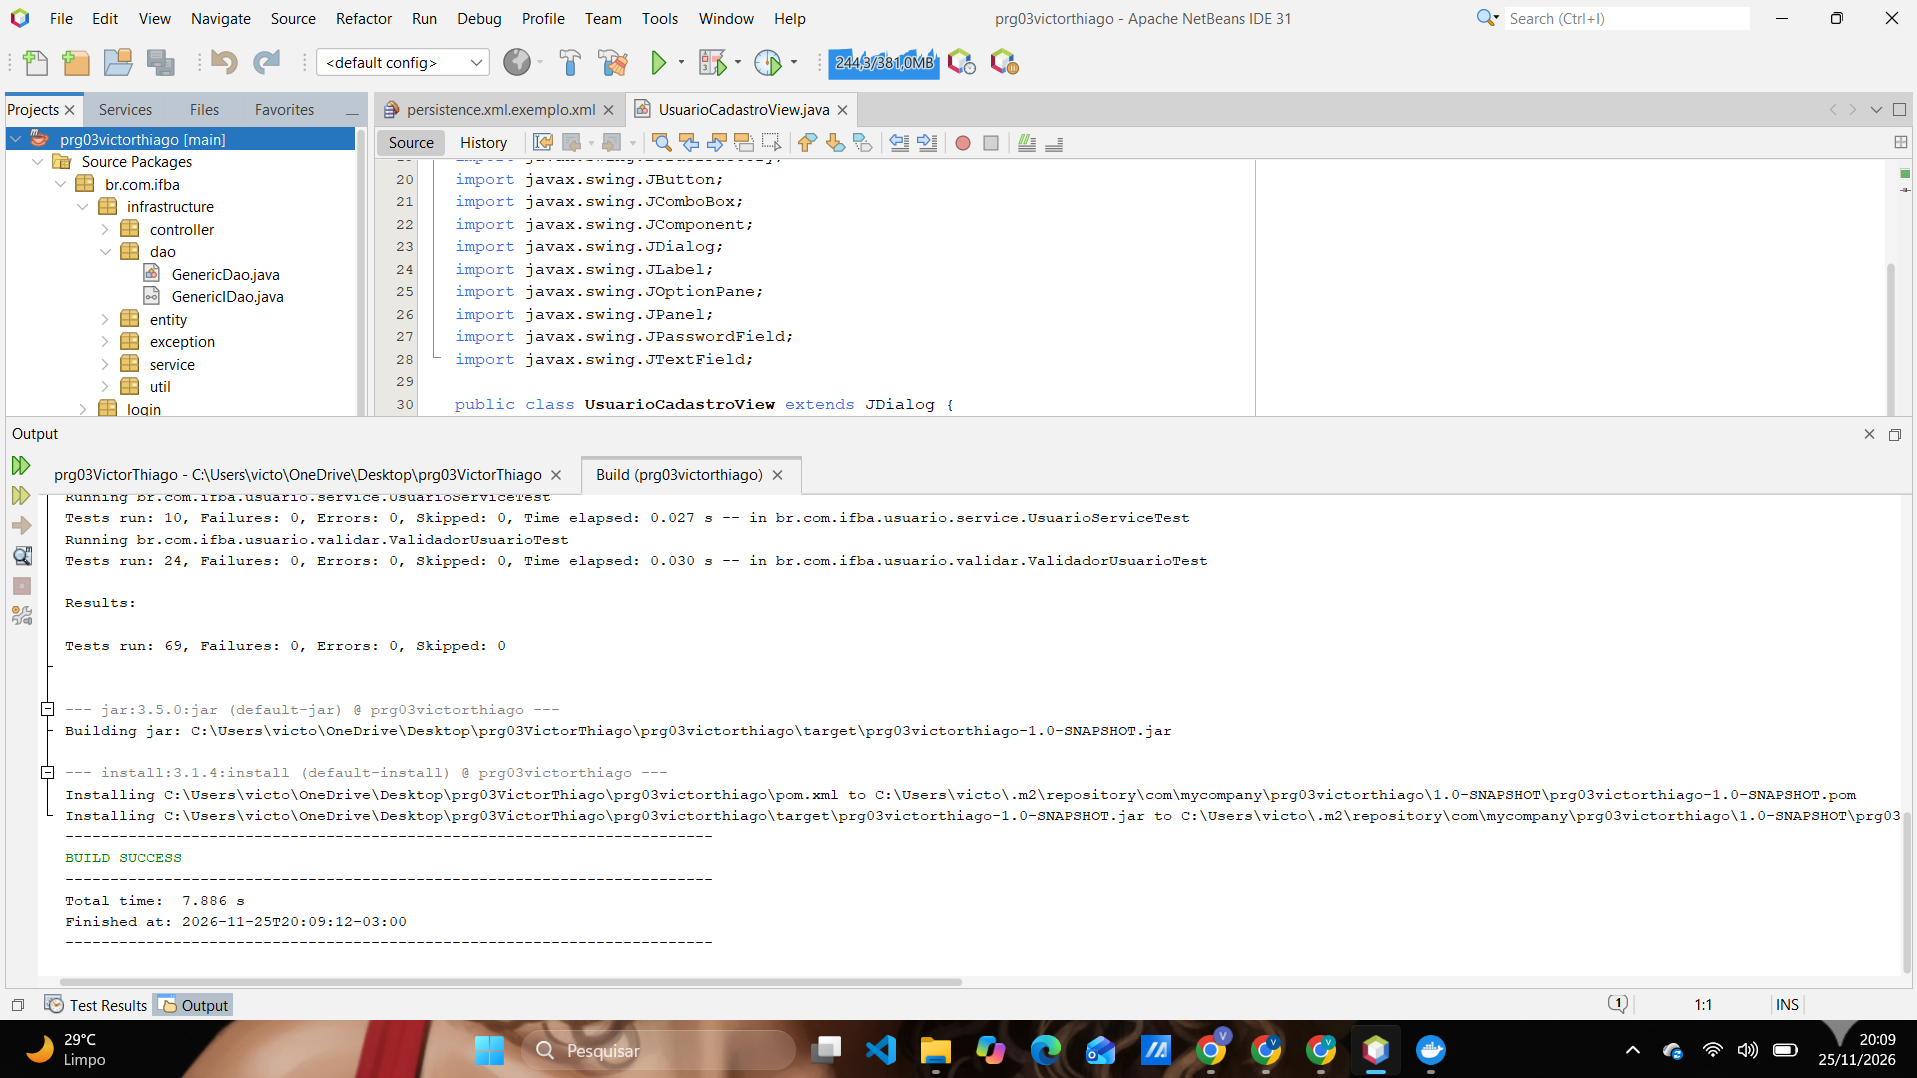 File Edit View Navigate Source Refactor Run Debug Profile Team Tools Window Help
prg03victorthiago - Apache NetBeans IDE 31
Search (Ctrl+I)
<default config>
244,3/381,0MB
Projects Services Files Favorites
persistence.xml.exemplo.xml UsuarioCadastroView.java
prg03victorthiago [main]
Source Packages
br.com.ifba
infrastructure
controller
dao
GenericDao.java
GenericIDao.java
entity
exception
service
util
login
Source History
20 import javax.swing.JButton;
21 import javax.swing.JComboBox;
22 import javax.swing.JComponent;
23 import javax.swing.JDialog;
24 import javax.swing.JLabel;
25 import javax.swing.JOptionPane;
26 import javax.swing.JPanel;
27 import javax.swing.JPasswordField;
28 import javax.swing.JTextField;
29
30 public class UsuarioCadastroView extends JDialog {
Output
prg03VictorThiago - C:\Users\victo\OneDrive\Desktop\prg03VictorThiago Build (prg03victorthiago)
Running br.com.ifba.usuario.service.UsuarioServiceTest
Tests run: 10, Failures: 0, Errors: 0, Skipped: 0, Time elapsed: 0.027 s -- in br.com.ifba.usuario.service.UsuarioServiceTest
Running br.com.ifba.usuario.validar.ValidadorUsuarioTest
Tests run: 24, Failures: 0, Errors: 0, Skipped: 0, Time elapsed: 0.030 s -- in br.com.ifba.usuario.validar.ValidadorUsuarioTest
Results:
Tests run: 69, Failures: 0, Errors: 0, Skipped: 0
--- jar:3.5.0:jar (default-jar) @ prg03victorthiago ---
Building jar: C:\Users\victo\OneDrive\Desktop\prg03VictorThiago\prg03victorthiago\target\prg03victorthiago-1.0-SNAPSHOT.jar
--- install:3.1.4:install (default-install) @ prg03victorthiago ---
Installing C:\Users\victo\OneDrive\Desktop\prg03VictorThiago\prg03victorthiago\pom.xml to C:\Users\victo\.m2\repository\com\mycompany\prg03victorthiago\1.0-SNAPSHOT\prg03victorthiago-1.0-SNAPSHOT.pom
Installing C:\Users\victo\OneDrive\Desktop\prg03VictorThiago\prg03victorthiago\target\prg03victorthiago-1.0-SNAPSHOT.jar to C:\Users\victo\.m2\repository\com\mycompany\prg03victorthiago\1.0-SNAPSHOT\prg03
------------------------------------------------------------------------
BUILD SUCCESS
------------------------------------------------------------------------
Total time: 7.886 s
Finished at: 2026-11-25T20:09:12-03:00
------------------------------------------------------------------------
Test Results Output
1 1:1 INS
29°C
Limpo
Pesquisar
20:09
25/11/2026